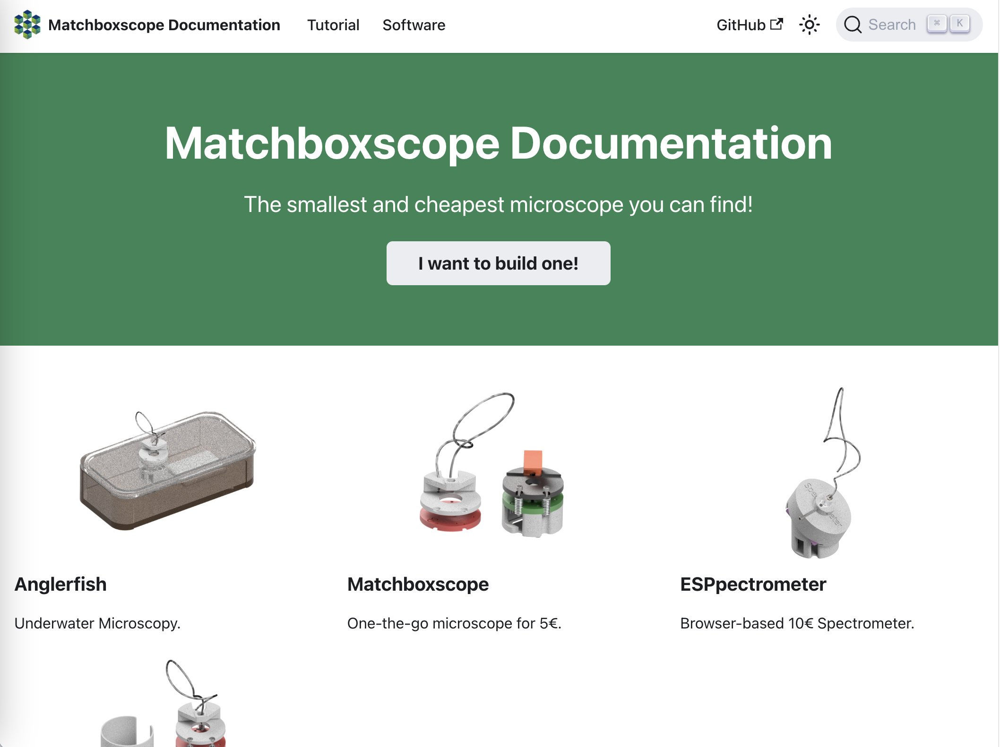 Matchboxscope Documentation Tutorial Software GitHub Search ⌘ K
Matchboxscope Documentation
The smallest and cheapest microscope you can find!
I want to build one!
Spectrometer
Anglerfish Matchboxscope ESPpectrometer
Underwater Microscopy. One-the-go microscope for 5€. Browser-based 10€ Spectrometer.